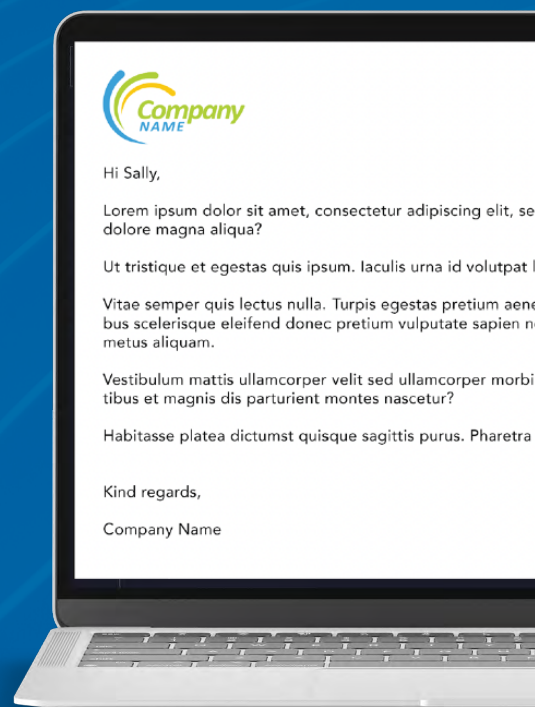 Company
NAME
Hi Sally,
Lorem ipsum dolor sit amet, consectetur adipiscing elit, se
dolore magna aliqua?
Ut tristique et egestas quis ipsum. Iaculis urna id volutpat l
Vitae semper quis lectus nulla. Turpis egestas pretium aene
bus scelerisque eleifend donec pretium vulputate sapien n
metus aliquam.
Vestibulum mattis ullamcorper velit sed ullamcorper morbi
tibus et magnis dis parturient montes nascetur?
Habitasse platea dictumst quisque sagittis purus. Pharetra
Kind regards,
Company Name